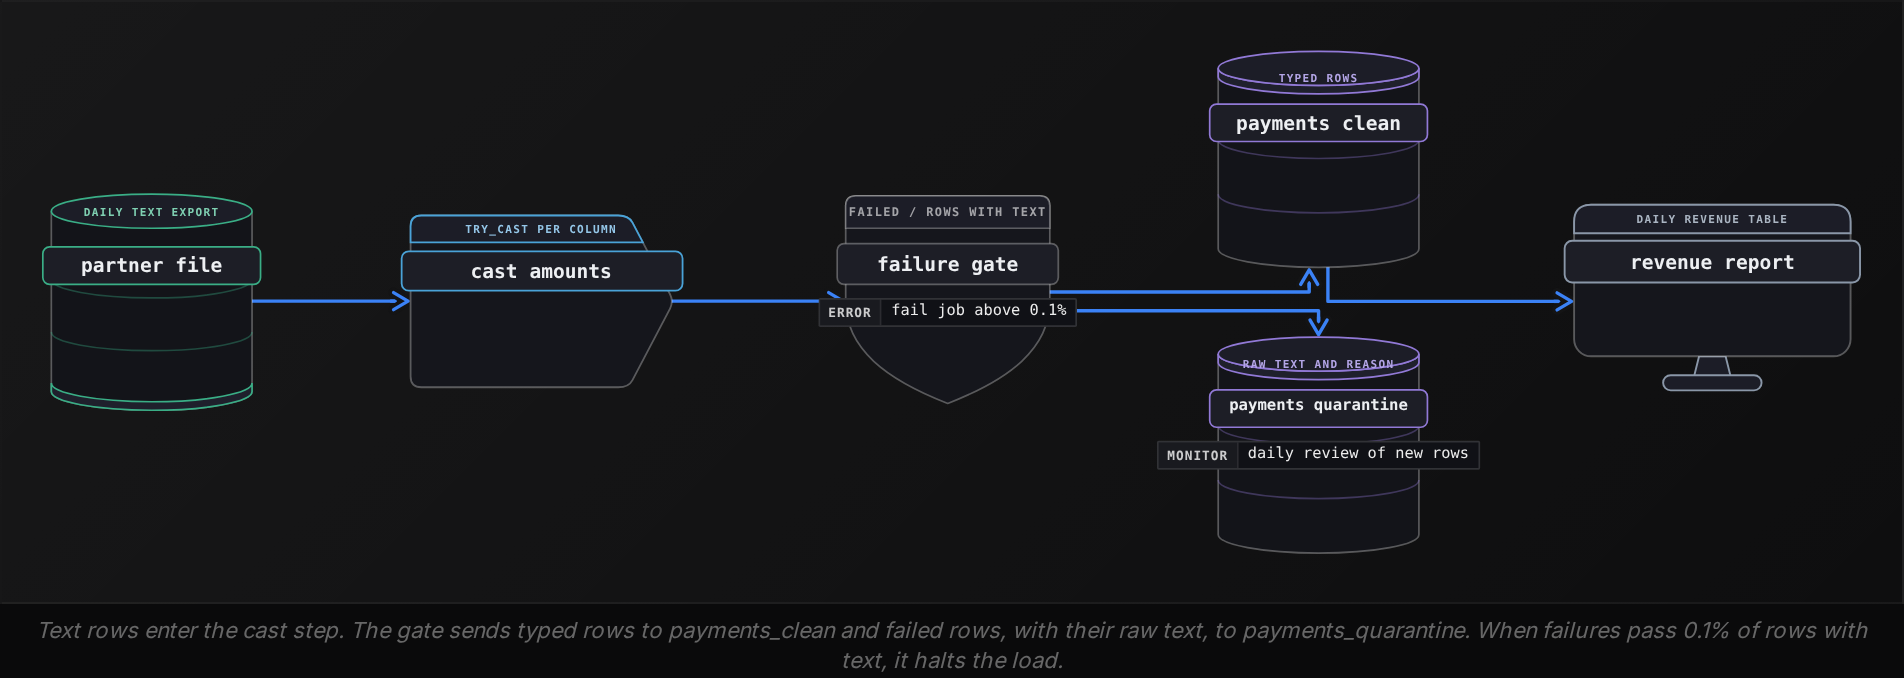 DAILY TEXT EXPORT
partner file
TRY_CAST PER COLUMN
cast amounts
FAILED / ROWS WITH TEXT
failure gate
ERROR fail job above 0.1%
TYPED ROWS
payments clean
RAW TEXT AND REASON
payments quarantine
MONITOR daily review of new rows
DAILY REVENUE TABLE
revenue report
Text rows enter the cast step. The gate sends typed rows to payments_clean and failed rows, with their raw text, to payments_quarantine. When failures pass 0.1% of rows with
text, it halts the load.